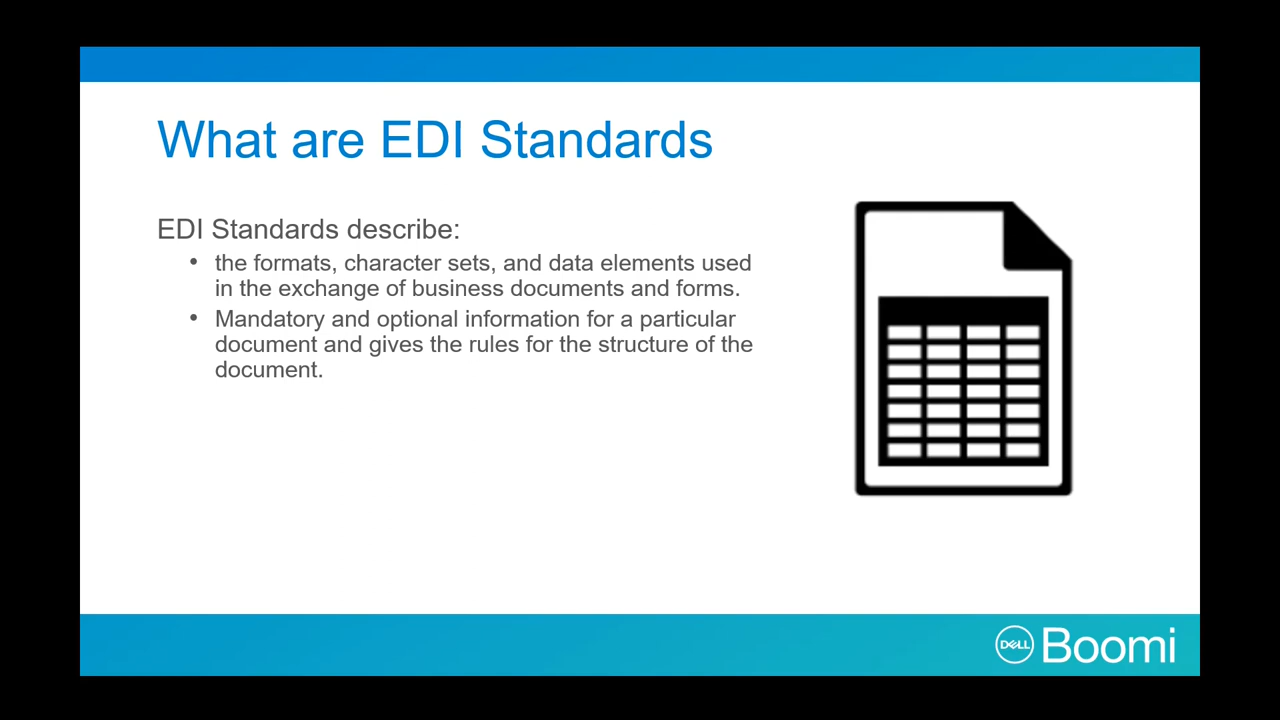 What are EDI Standards
EDI Standards describe:
• the formats, character sets, and data elements used
in the exchange of business documents and forms.
• Mandatory and optional information for a particular
document and gives the rules for the structure of the
document.
DELL Boomi